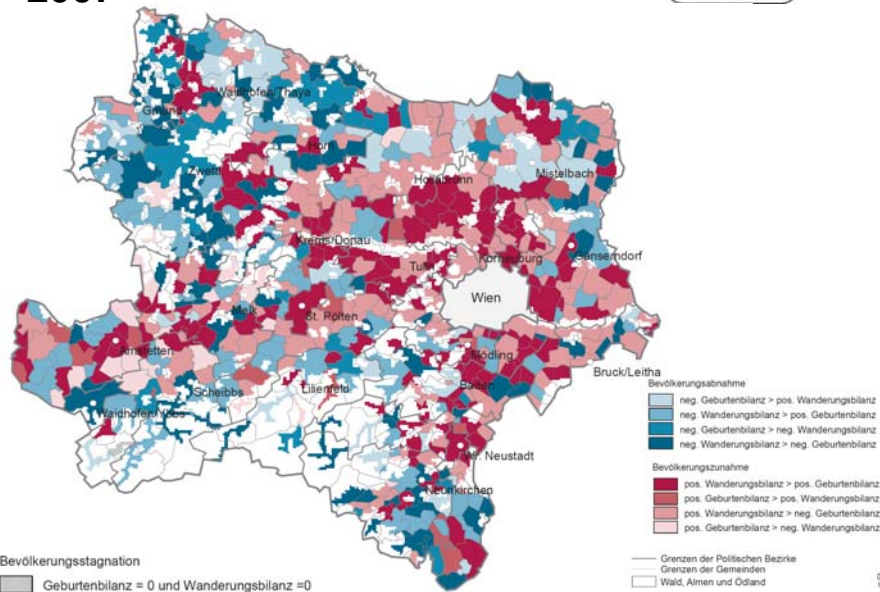 Waidhofen/Thaya
Gmünd
Horn
Zwettl
Hollabrunn
Mistelbach
Krems/Donau
Korneuburg
Gänserndorf
Tulln
Wien
Melk
St. Pölten
Amstetten
Mödling
Bruck/Leitha
Scheibbs
Lilienfeld
Baden
Waidhofen/Ybbs
Wr. Neustadt
Neunkirchen
Bevölkerungsabnahme
neg. Geburtenbilanz > pos. Wanderungsbilanz
neg. Wanderungsbilanz > pos. Geburtenbilanz
neg. Geburtenbilanz > neg. Wanderungsbilanz
neg. Wanderungsbilanz > neg. Geburtenbilanz
Bevölkerungszunahme
pos. Wanderungsbilanz > pos. Geburtenbilanz
pos. Geburtenbilanz > pos. Wanderungsbilanz
pos. Wanderungsbilanz > neg. Geburtenbilanz
pos. Geburtenbilanz > neg. Wanderungsbilanz
Bevölkerungsstagnation
Geburtenbilanz = 0 und Wanderungsbilanz =0
Grenzen der Politischen Bezirke
Grenzen der Gemeinden
Wald, Almen und Ödland